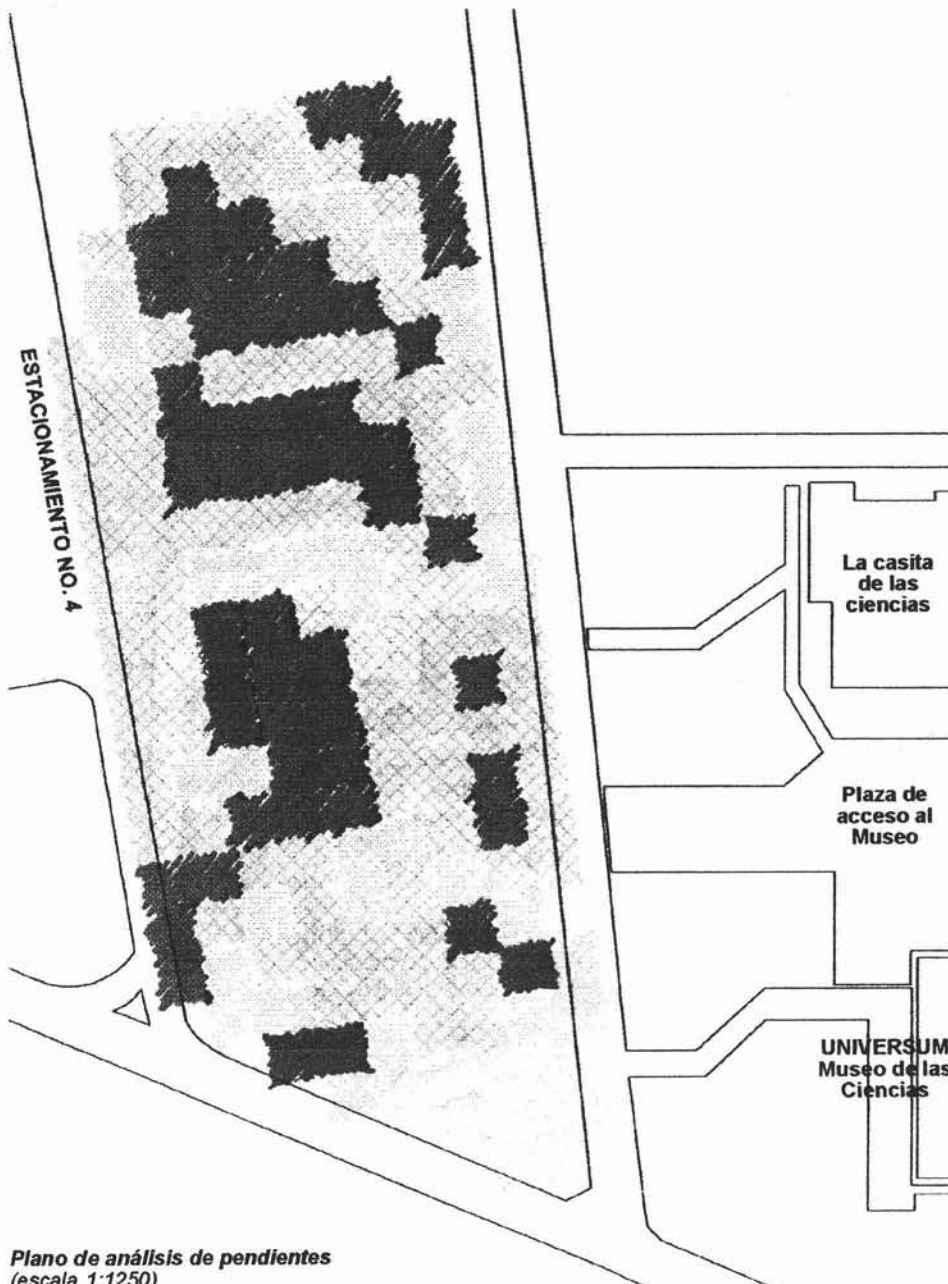 ESTACIONAMIENTO NO. 4
La casita
de las
ciencias
Plaza de
acceso al
Museo
UNIVERSUM
Museo de las
Ciencias
Plano de análisis de pendientes
(escala 1:1250)